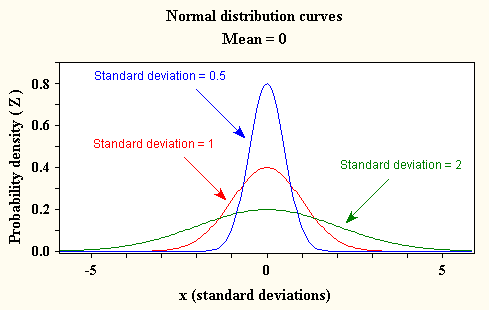 Normal distribution curves
Mean = 0
Probability density ( Z )
0.8
0.6
0.4
0.2
0.0
Standard deviation = 0.5
Standard deviation = 1
Standard deviation = 2
-5
0
5
x (standard deviations)